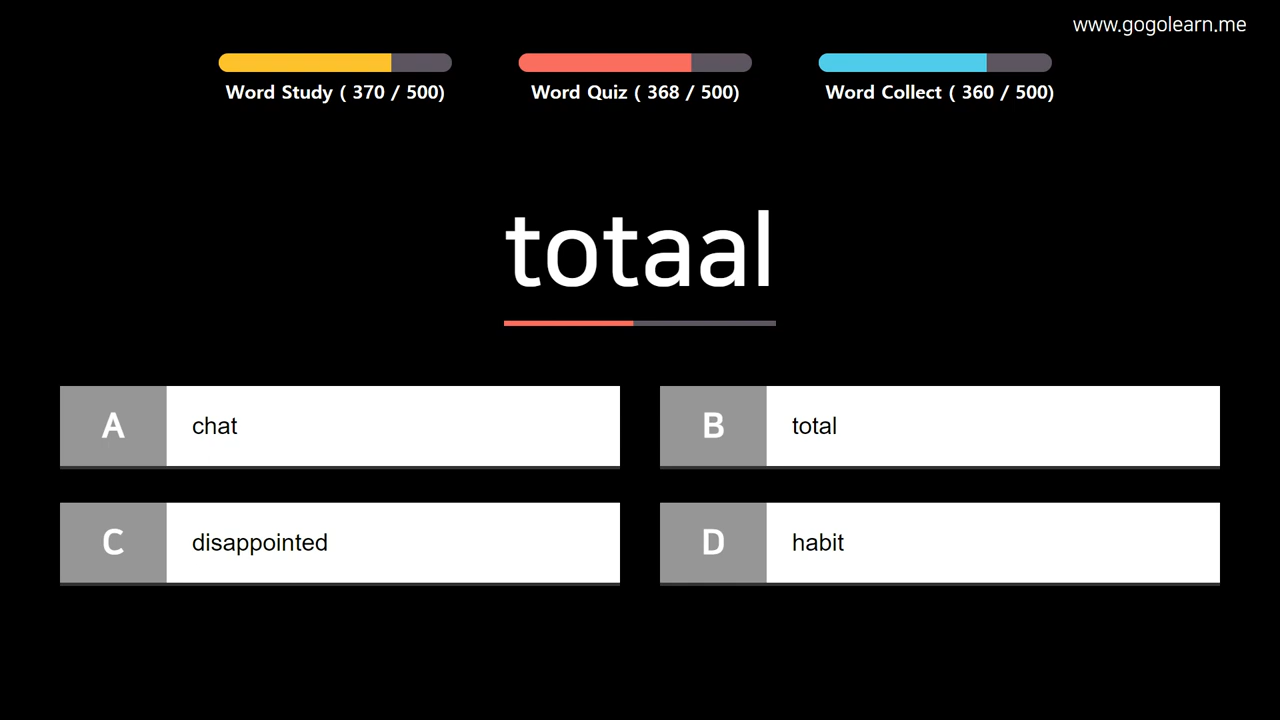 www.gogolearn.me
Word Study ( 370 / 500)
Word Quiz ( 368 / 500)
Word Collect ( 360 / 500)
totaal
A chat
B total
C disappointed
D habit